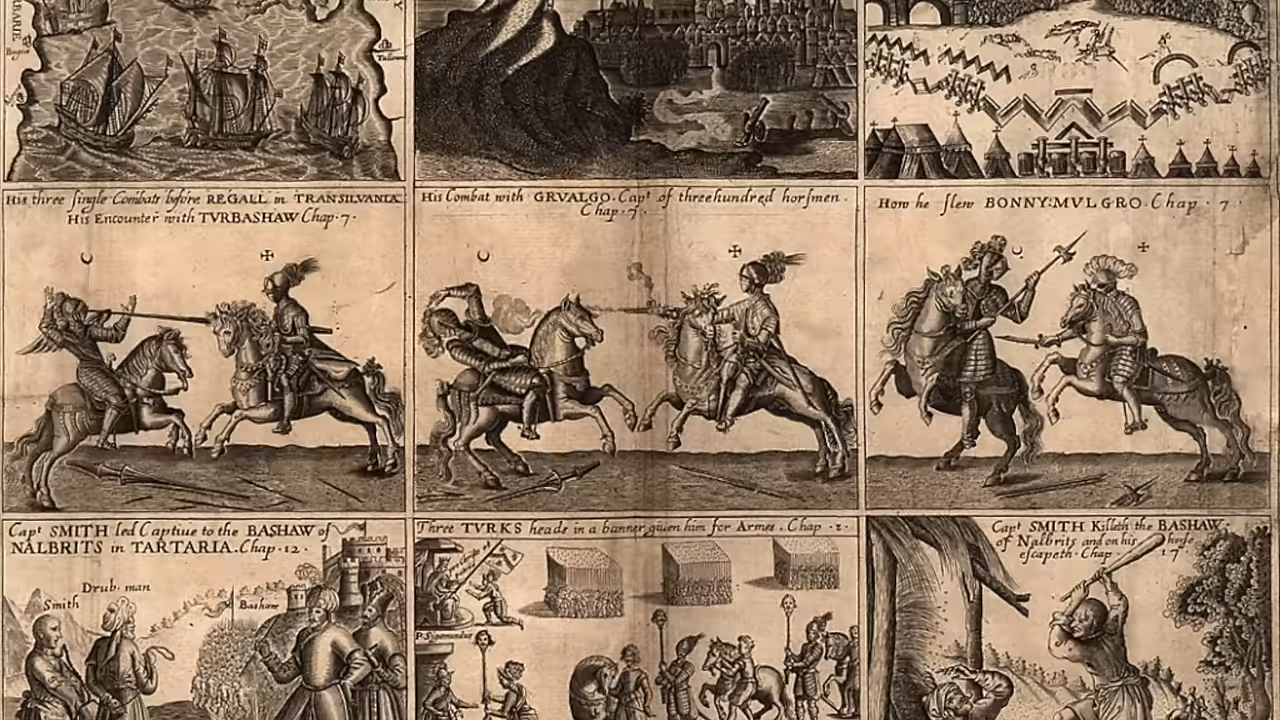 BARBARIE
His three single Combats before REGALL in TRANSILVANIA.
His Encounter with TVRBASHAW Chap. 7.
His Combat with GRVALGO. Capt of threehundred horsmen.
Chap. 7.
How he slew BONNY:MVLGRO. Chap. 7.
Capt SMITH led Captiue to the BASHAW of
NALBRITS in TARTARIA. Chap. 12.
Drub. man
Smith
Bashaw
Three TVRKS heads in a banner giuen him for Armes. Chap. 7.
P. Sigismundus
Capt SMITH Killeth the BASHAW
of Nalbrits and on his horse
escapeth. Chap. 17